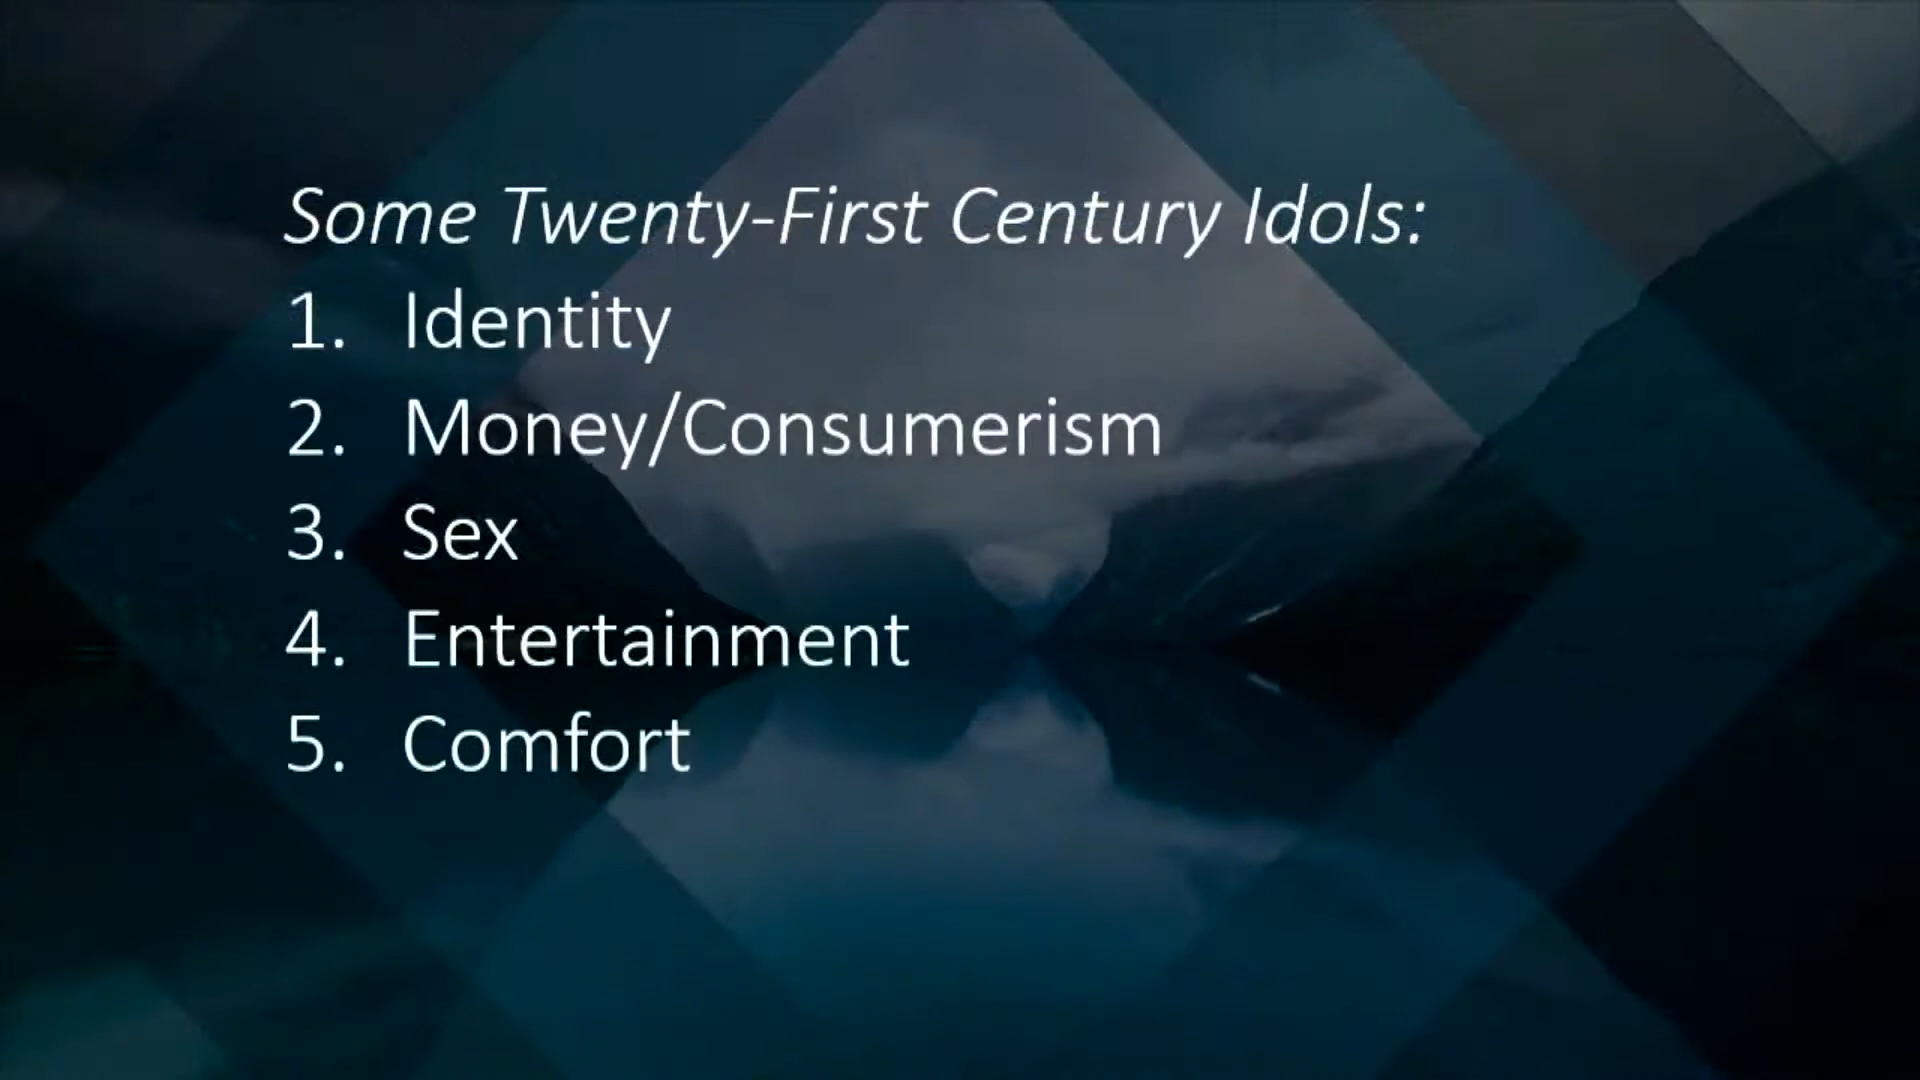 Some Twenty-First Century Idols:
1. Identity
2. Money/Consumerism
3. Sex
4. Entertainment
5. Comfort